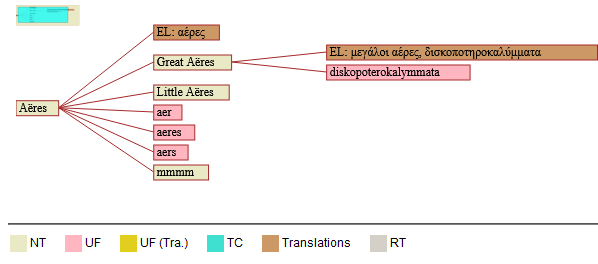 EL: αέρες
EL: μεγάλοι αέρες, δισκοποτηροκαλύμματα
Great Aëres
diskopoterokalymmata
Little Aëres
Aëres
aer
aeres
aers
mmmm
NT UF UF (Tra.) TC Translations RT